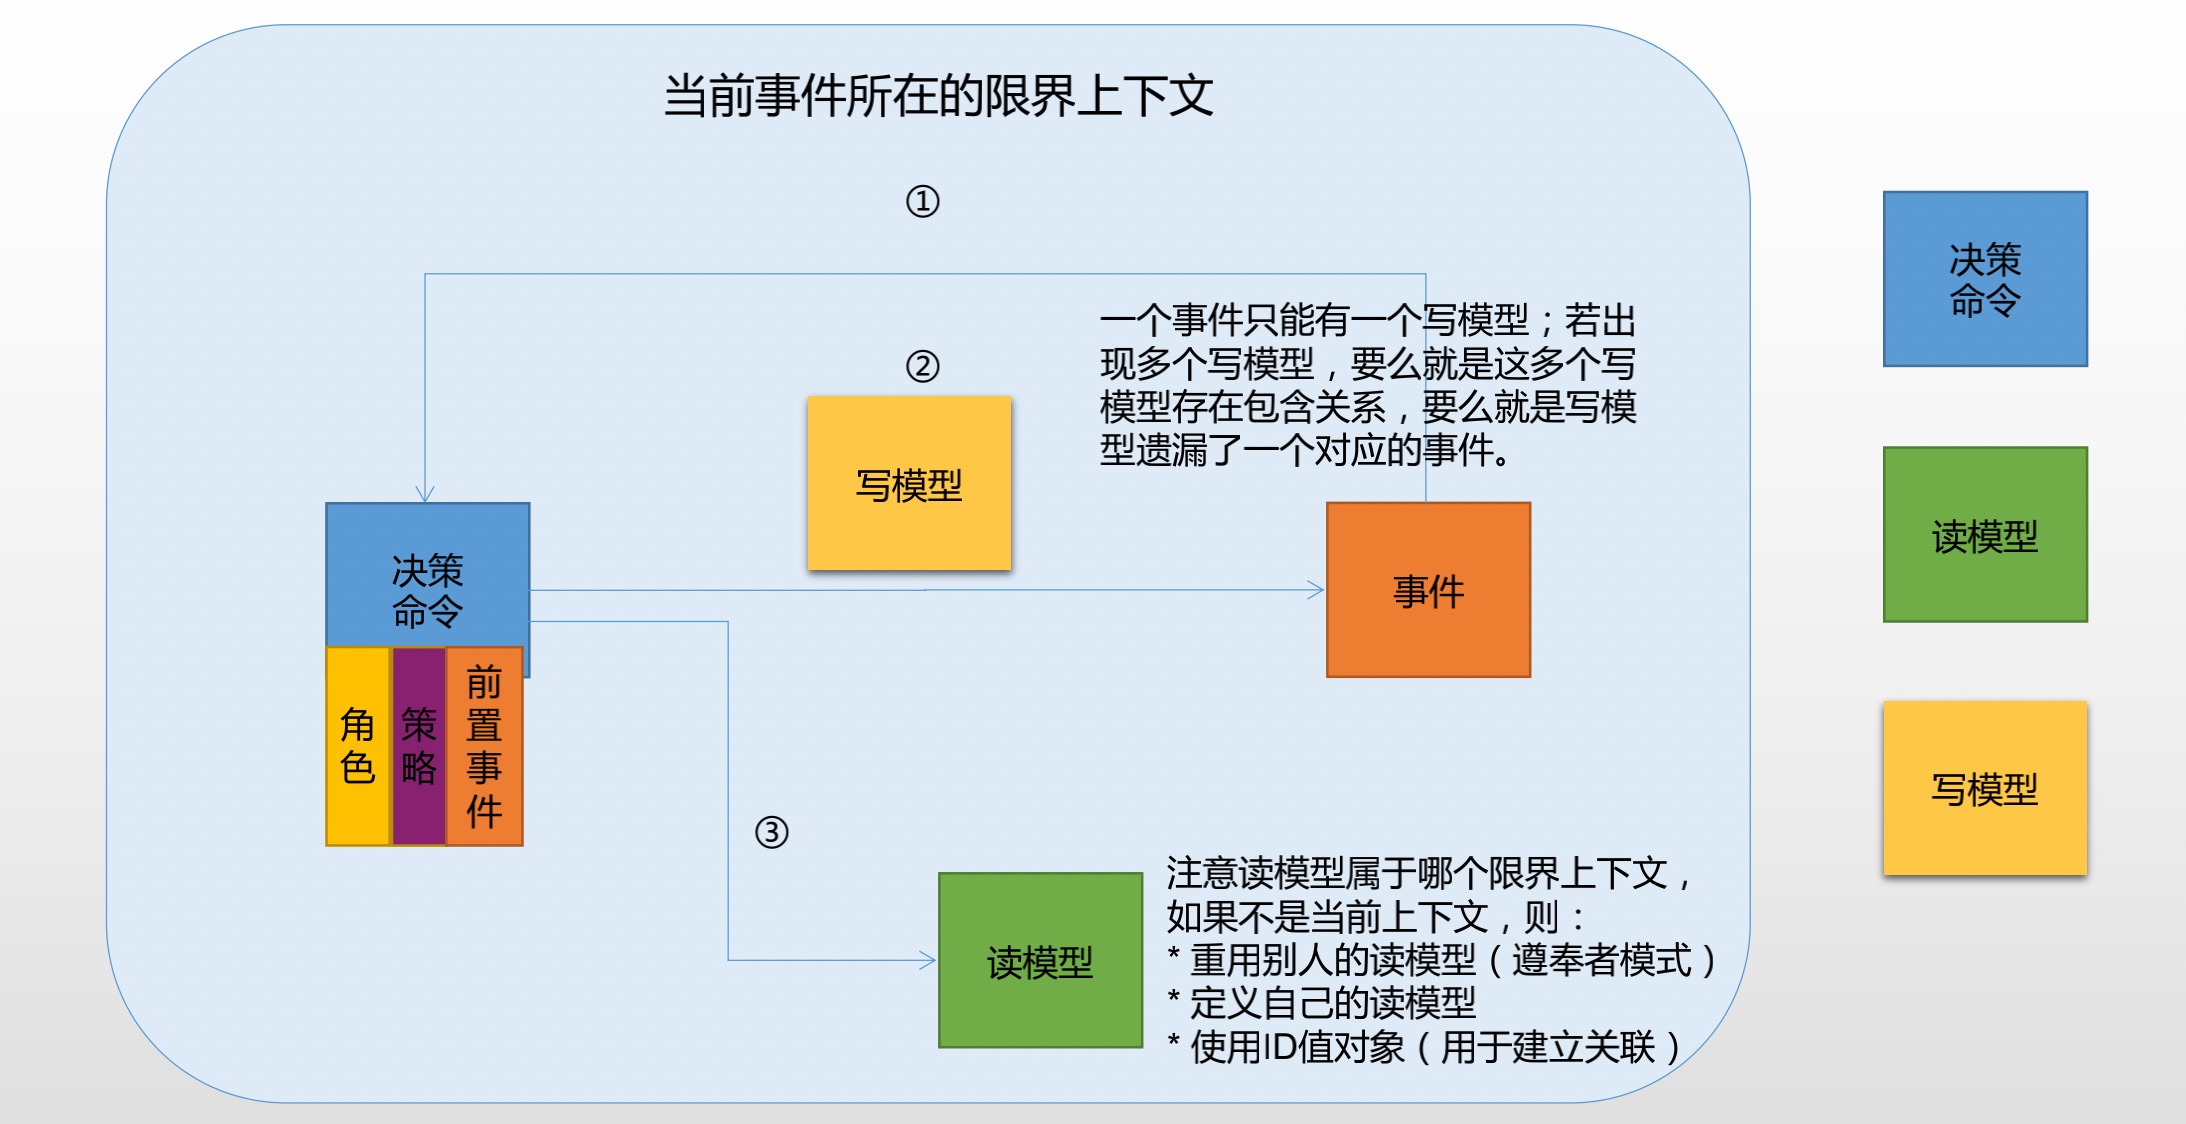 当前事件所在的限界上下文
①
一个事件只能有一个写模型；若出
现多个写模型，要么就是这多个写
模型存在包含关系，要么就是写模
型遗漏了一个对应的事件。
②
写模型
决策
命令
事件
角
色
策
略
前
置
事
件
③
读模型
注意读模型属于哪个限界上下文，
如果不是当前上下文，则：
* 重用别人的读模型（遵奉者模式）
* 定义自己的读模型
* 使用ID值对象（用于建立关联）
决策
命令
读模型
写模型